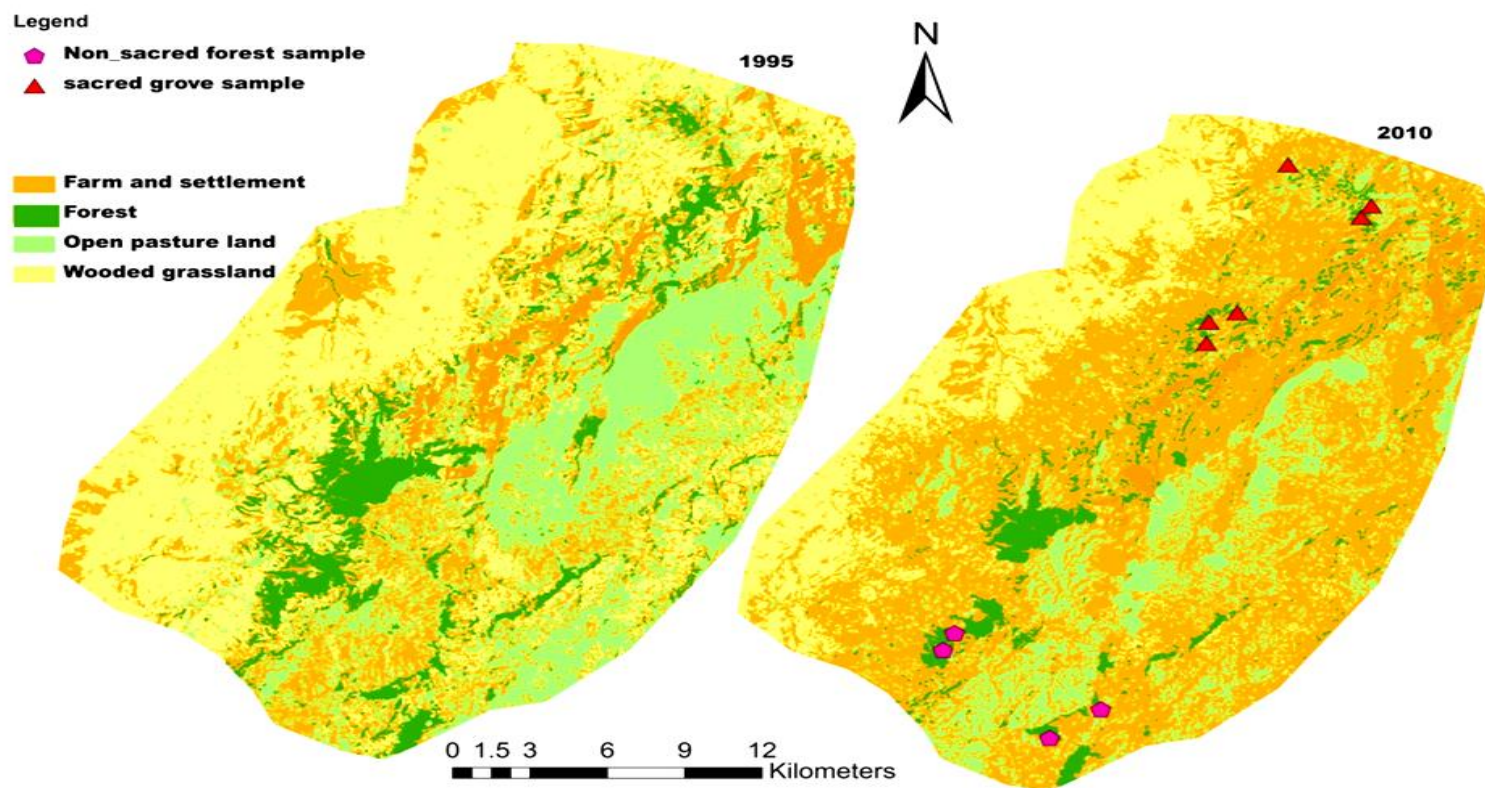 Legend
Non_sacred forest sample
sacred grove sample
Farm and settlement
Forest
Open pasture land
Wooded grassland
1995
N
2010
0 1.5 3 6 9 12
Kilometers